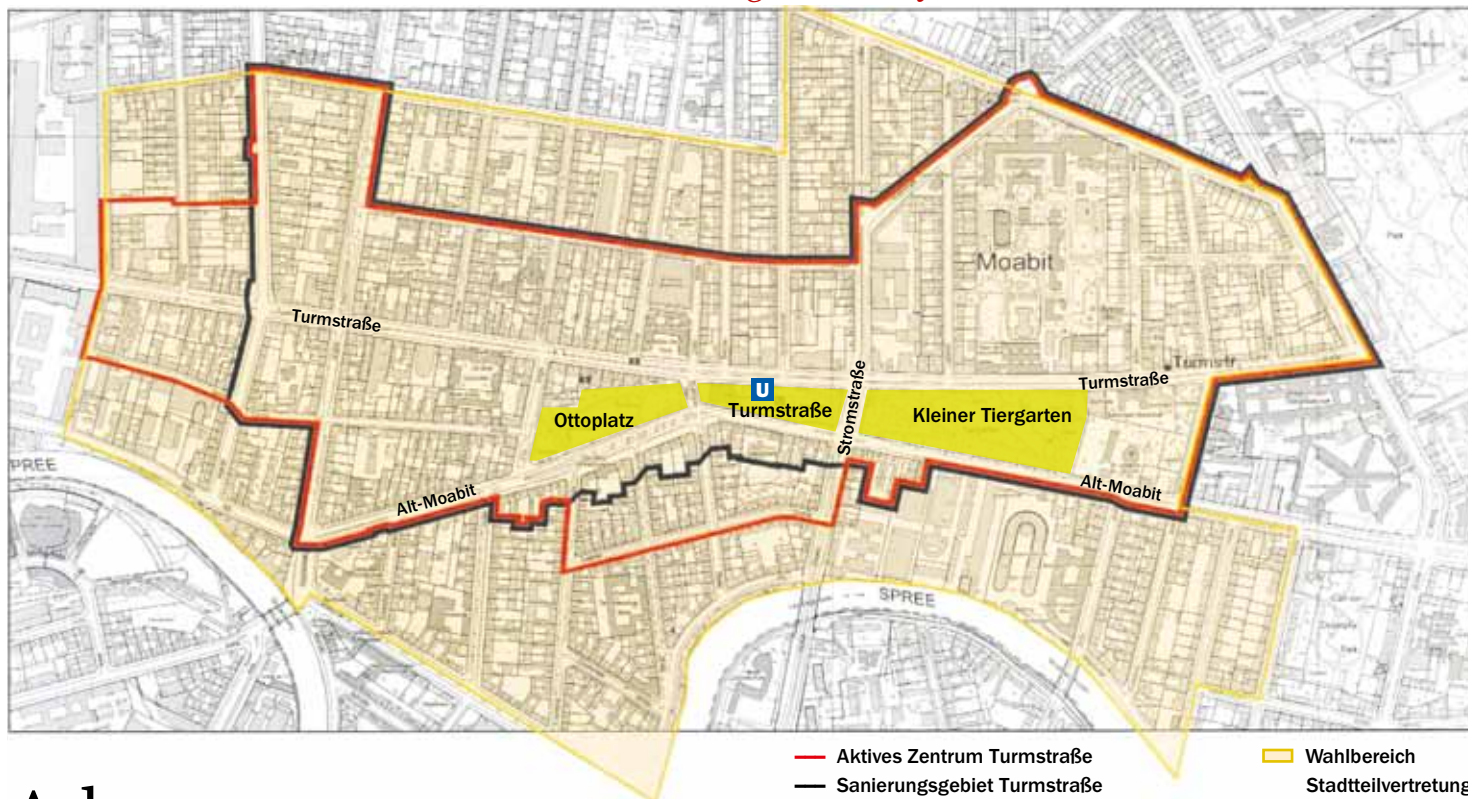 Moabit
Turmstraße
Turmstr
Turmstraße
U
Ottoplatz
Turmstraße
Stromstraße
Kleiner Tiergarten
SPREE
Alt-Moabit
Alt-Moabit
SPREE
Aktives Zentrum Turmstraße
Sanierungsgebiet Turmstraße
Wahlbereich
Stadtteilvertretung